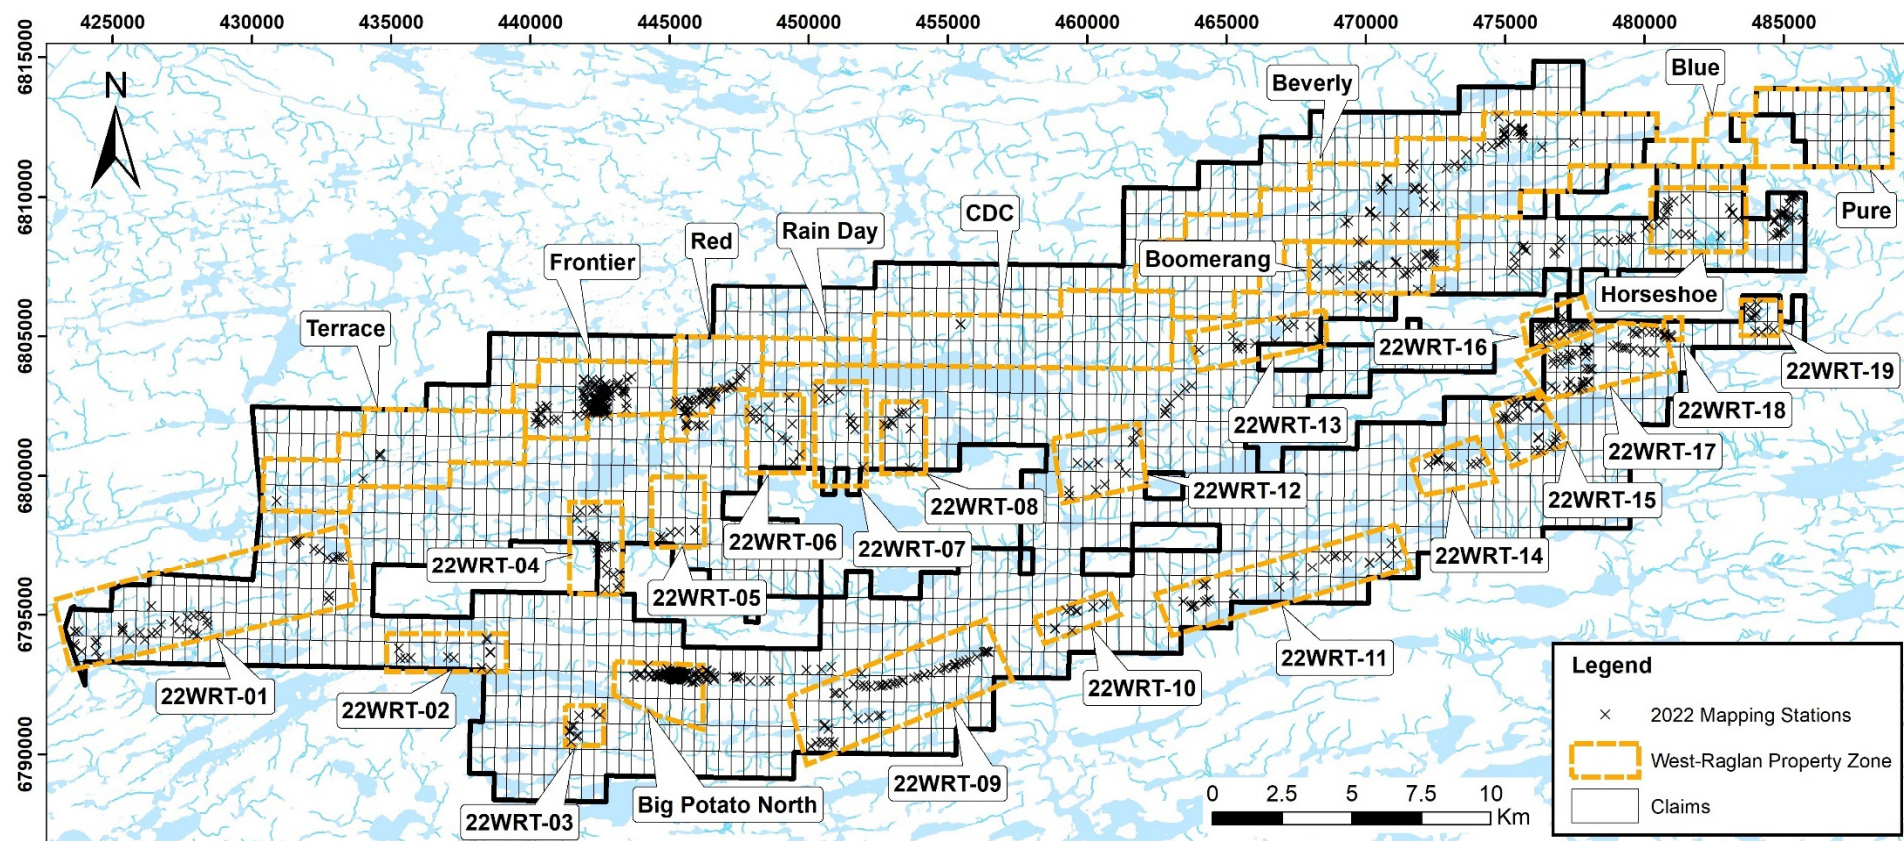 425000 430000 435000 440000 445000 450000 455000 460000 465000 470000 475000 480000 485000
6815000
6810000
6805000
6800000
6795000
6790000
N
Blue
Beverly
Pure
CDC
Rain Day
Red
Frontier
Boomerang
Horseshoe
Terrace
22WRT-16
22WRT-19
22WRT-18
22WRT-13
22WRT-17
22WRT-12
22WRT-15
22WRT-08
22WRT-06
22WRT-07
22WRT-14
22WRT-04
22WRT-05
22WRT-11
22WRT-10
22WRT-01
22WRT-02
22WRT-09
Big Potato North
22WRT-03
0 2.5 5 7.5 10
Km
Legend
2022 Mapping Stations
West-Raglan Property Zone
Claims